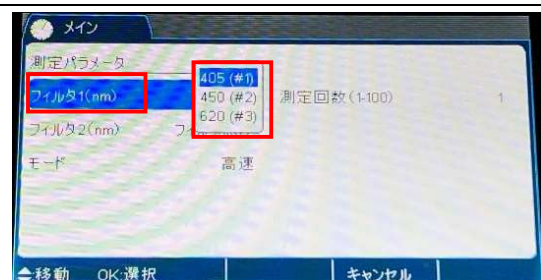 メイン
測定パラメータ
フィルタ1(nm)
405 (#1)
450 (#2)
620 (#3)
測定回数(1-100) 1
フィルタ2(nm)
モード 高速
移動 OK:選択 キャンセル